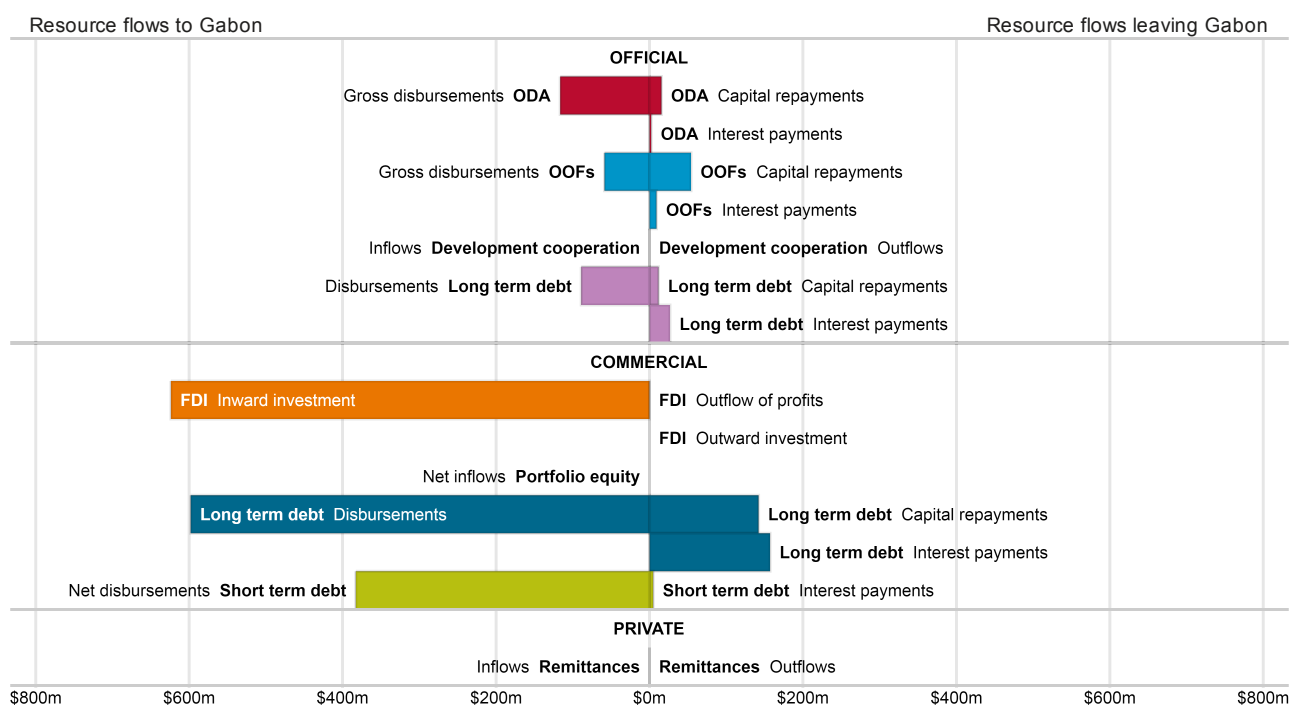 Resource flows to Gabon Resource flows leaving Gabon
OFFICIAL
Gross disbursements ODA ODA Capital repayments
ODA Interest payments
Gross disbursements OOFs OOFs Capital repayments
OOFs Interest payments
Inflows Development cooperation Development cooperation Outflows
Disbursements Long term debt Long term debt Capital repayments
Long term debt Interest payments
COMMERCIAL
FDI Inward investment FDI Outflow of profits
FDI Outward investment
Net inflows Portfolio equity
Long term debt Disbursements Long term debt Capital repayments
Long term debt Interest payments
Net disbursements Short term debt Short term debt Interest payments
PRIVATE
Inflows Remittances Remittances Outflows
$800m $600m $400m $200m $0m $200m $400m $600m $800m